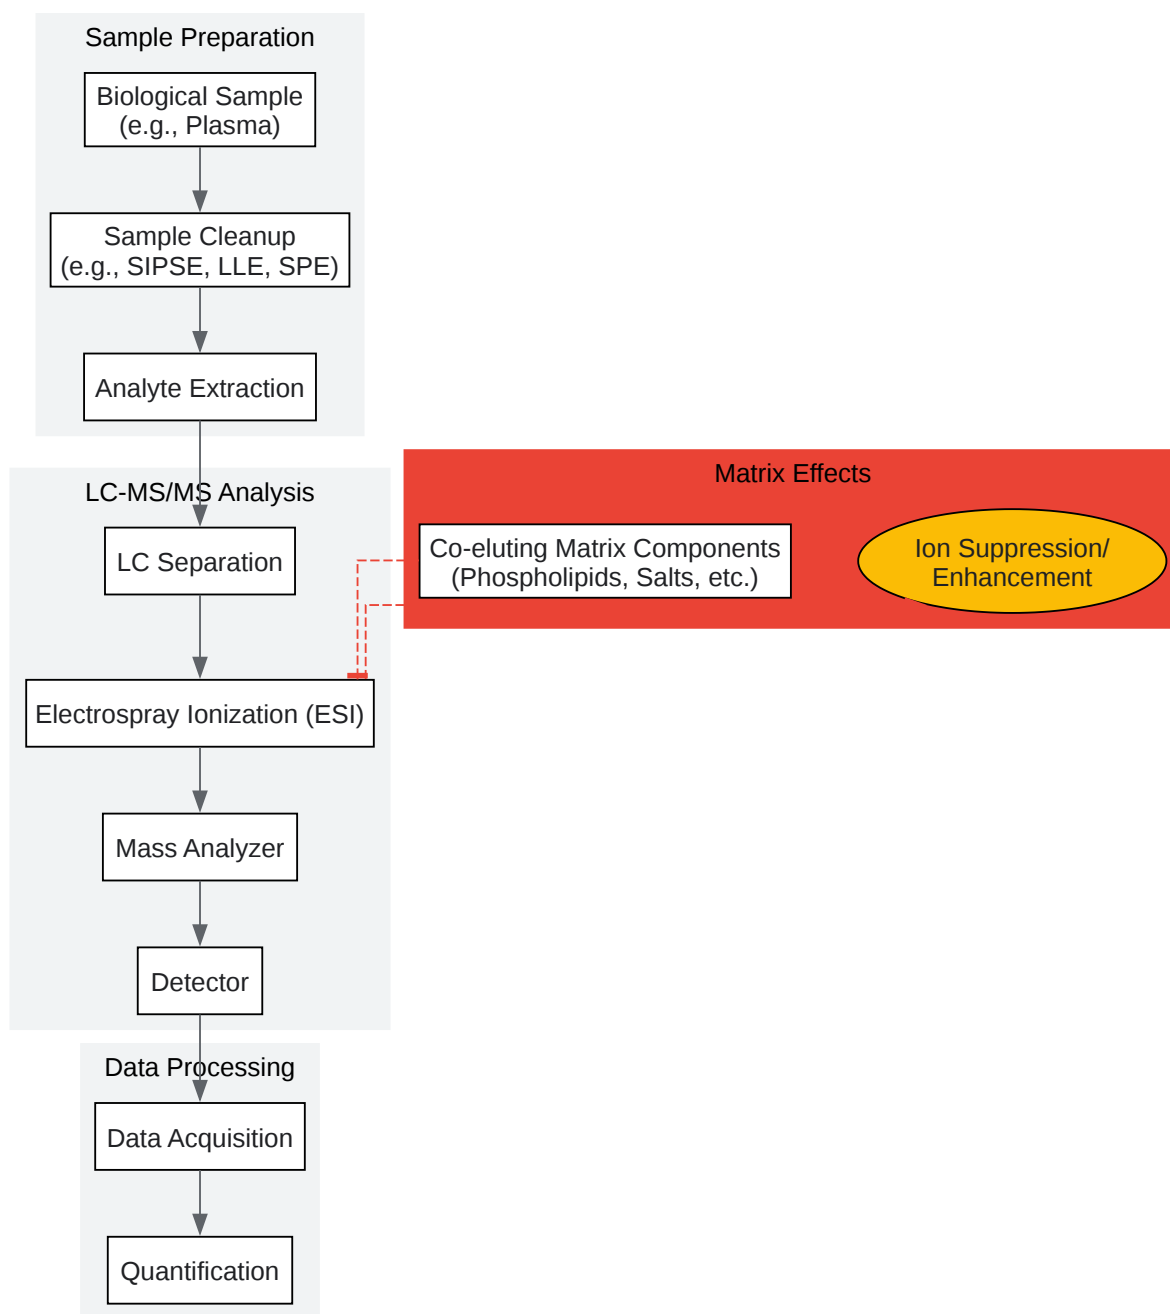 Sample Preparation
Biological Sample
(e.g., Plasma)
Sample Cleanup
(e.g., SIPSE, LLE, SPE)
Analyte Extraction
LC-MS/MS Analysis
LC Separation
Electrospray Ionization (ESI)
Mass Analyzer
Detector
Matrix Effects
Co-eluting Matrix Components
(Phospholipids, Salts, etc.)
Ion Suppression/
Enhancement
Data Processing
Data Acquisition
Quantification